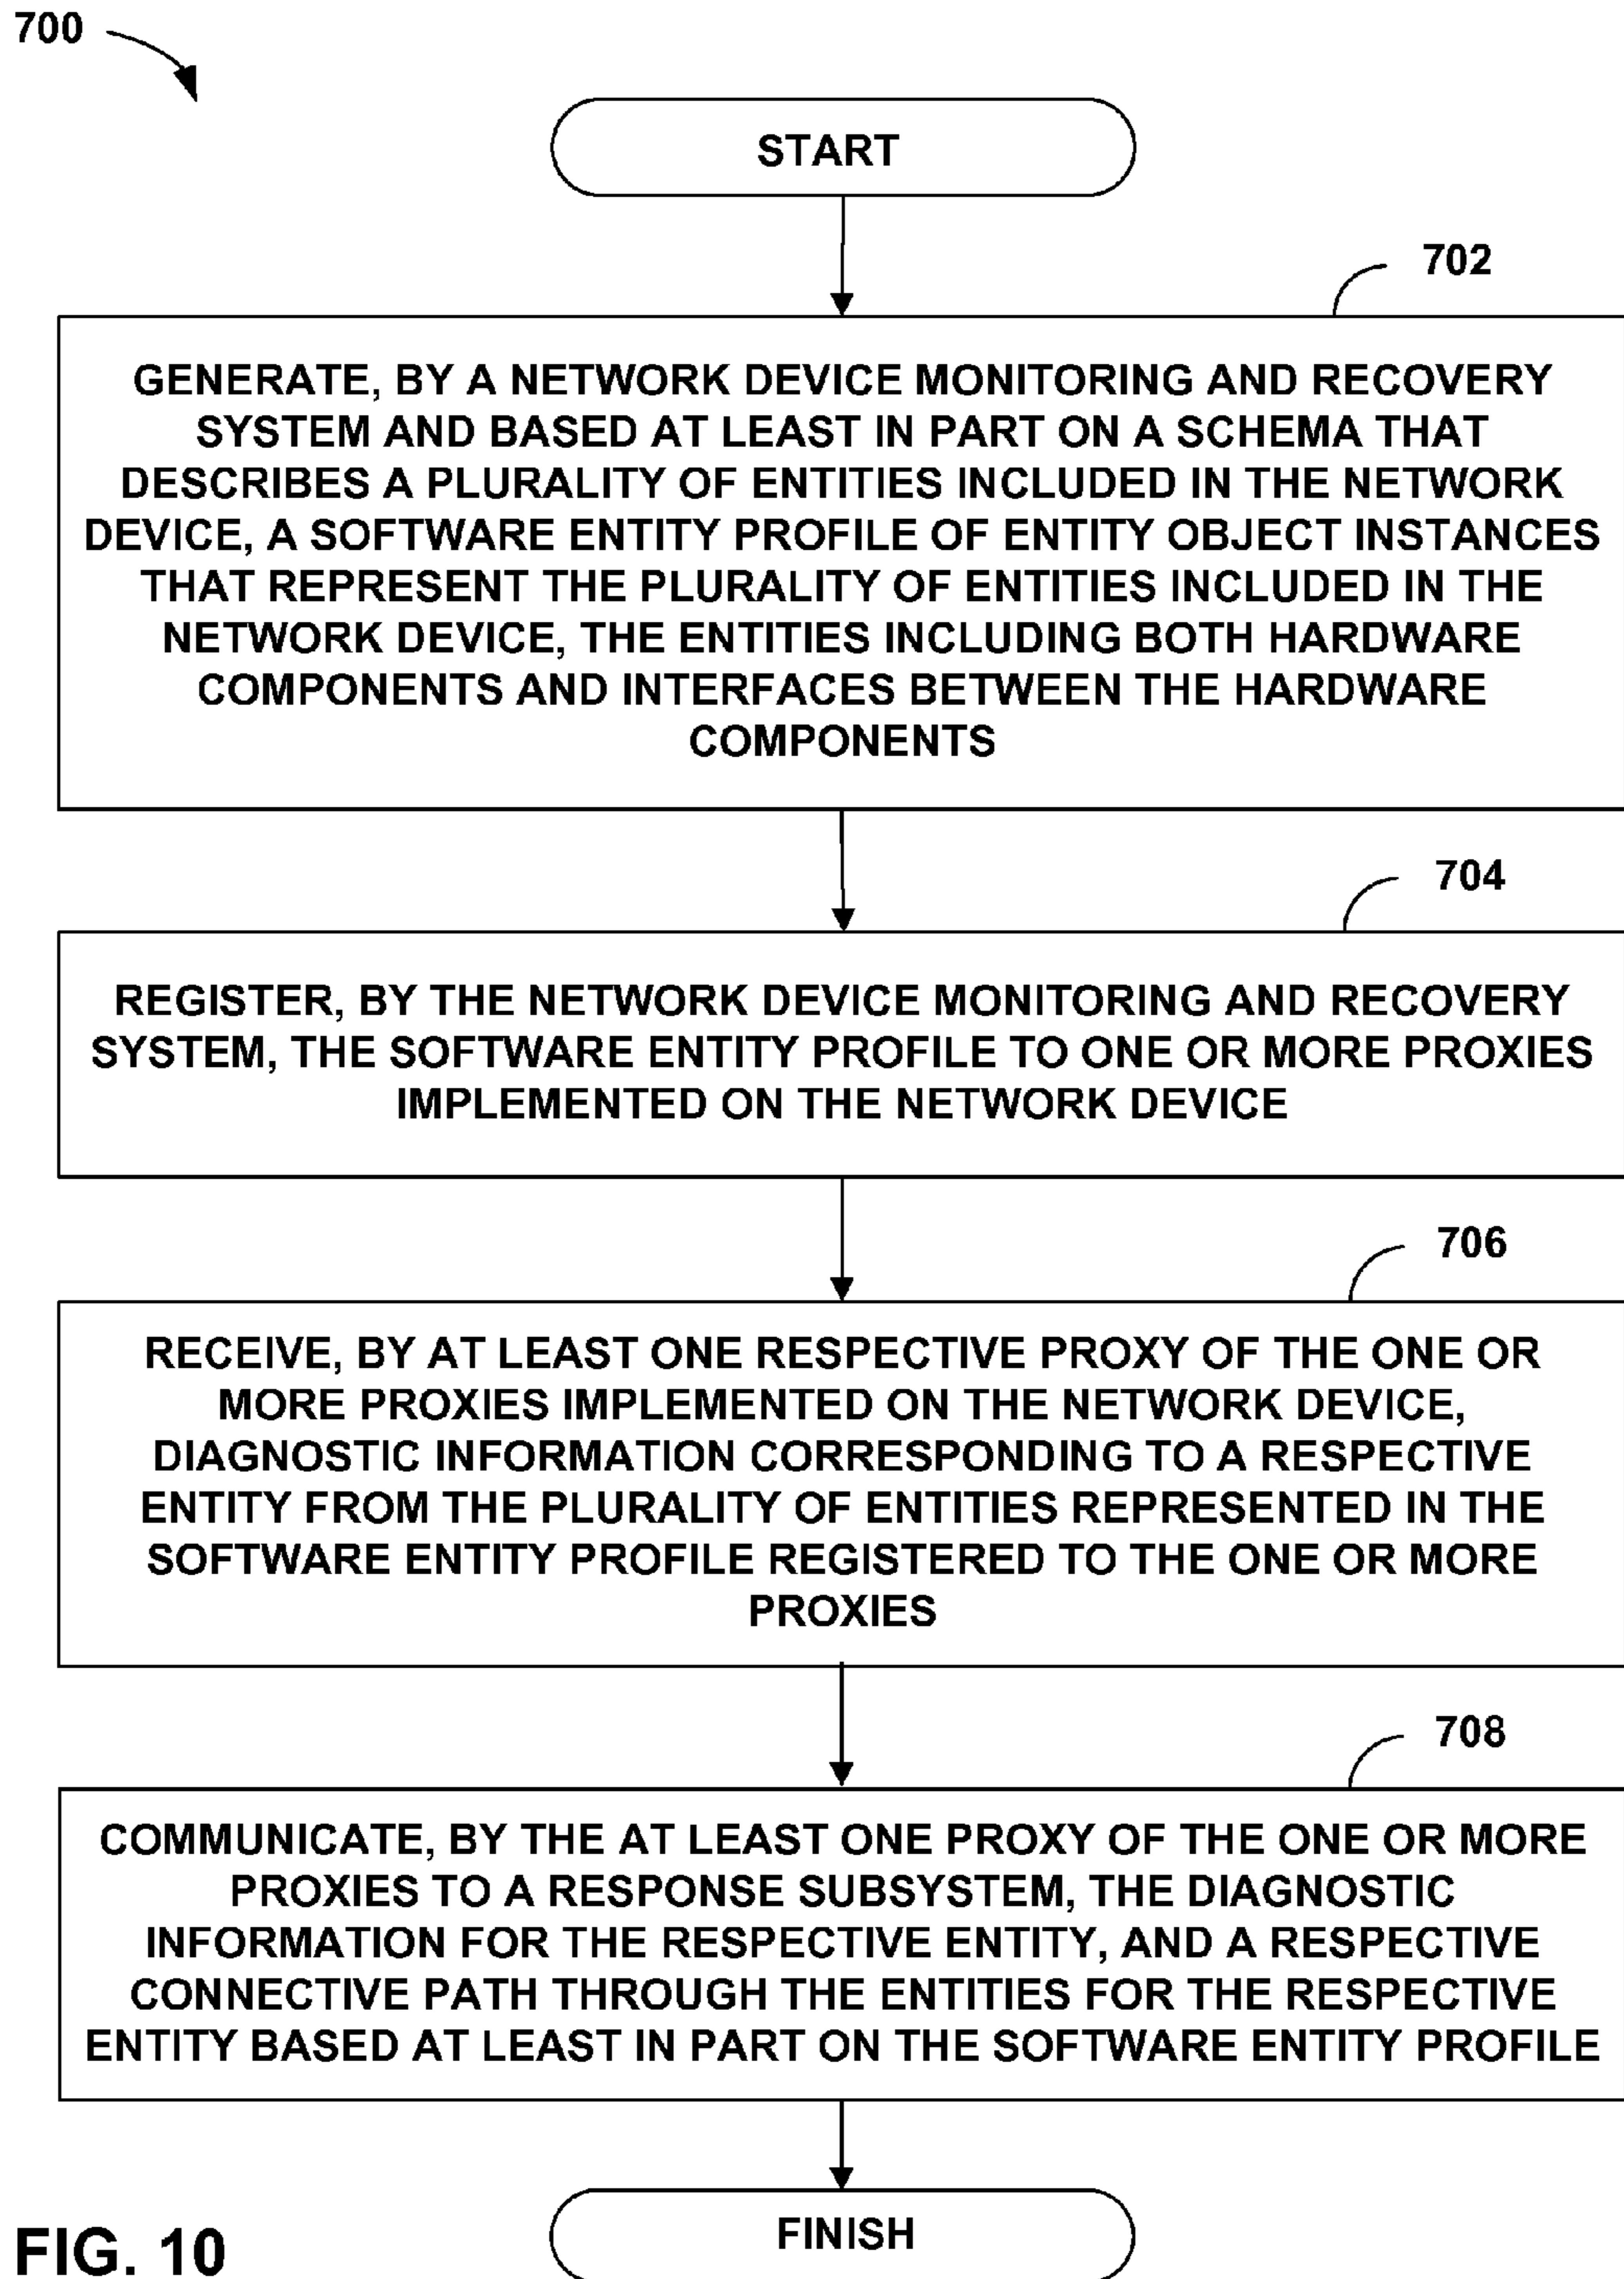 700
START
702
GENERATE, BY A NETWORK DEVICE MONITORING AND RECOVERY
SYSTEM AND BASED AT LEAST IN PART ON A SCHEMA THAT
DESCRIBES A PLURALITY OF ENTITIES INCLUDED IN THE NETWORK
DEVICE, A SOFTWARE ENTITY PROFILE OF ENTITY OBJECT INSTANCES
THAT REPRESENT THE PLURALITY OF ENTITIES INCLUDED IN THE
NETWORK DEVICE, THE ENTITIES INCLUDING BOTH HARDWARE
COMPONENTS AND INTERFACES BETWEEN THE HARDWARE
COMPONENTS
704
REGISTER, BY THE NETWORK DEVICE MONITORING AND RECOVERY
SYSTEM, THE SOFTWARE ENTITY PROFILE TO ONE OR MORE PROXIES
IMPLEMENTED ON THE NETWORK DEVICE
706
RECEIVE, BY AT LEAST ONE RESPECTIVE PROXY OF THE ONE OR
MORE PROXIES IMPLEMENTED ON THE NETWORK DEVICE,
DIAGNOSTIC INFORMATION CORRESPONDING TO A RESPECTIVE
ENTITY FROM THE PLURALITY OF ENTITIES REPRESENTED IN THE
SOFTWARE ENTITY PROFILE REGISTERED TO THE ONE OR MORE
PROXIES
708
COMMUNICATE, BY THE AT LEAST ONE PROXY OF THE ONE OR MORE
PROXIES TO A RESPONSE SUBSYSTEM, THE DIAGNOSTIC
INFORMATION FOR THE RESPECTIVE ENTITY, AND A RESPECTIVE
CONNECTIVE PATH THROUGH THE ENTITIES FOR THE RESPECTIVE
ENTITY BASED AT LEAST IN PART ON THE SOFTWARE ENTITY PROFILE
FINISH
FIG. 10